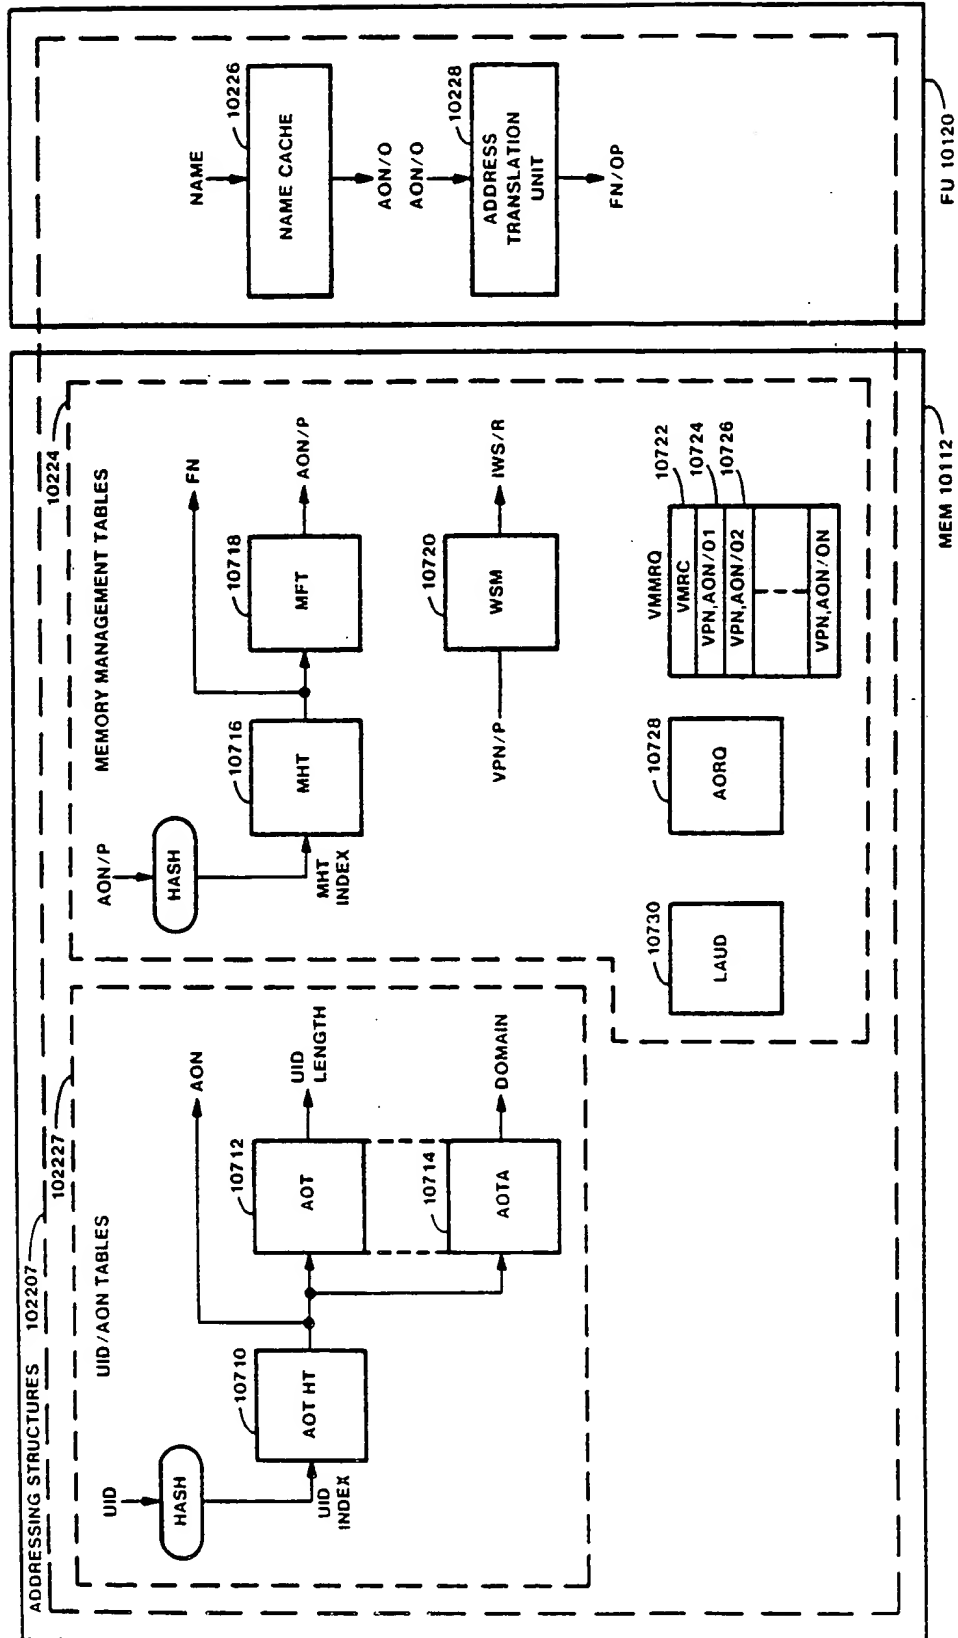 ADDRESSING STRUCTURES 102207
102227
UID/AON TABLES
UID
HASH
UID
INDEX
10710
AOT HT
AON
10712
AOT
UID
LENGTH
10714
AOTA
DOMAIN
10224
MEMORY MANAGEMENT TABLES
AON/P
HASH
MHT
INDEX
10716
MHT
FN
10718
MFT
AON/P
VPN/P
10720
WSM
IWS/R
10730
LAUD
10728
AORQ
VMMRQ
VMRC
10722
VPN,AON/01
10724
VPN,AON/02
10726
VPN,AON/ON
MEM 10112
NAME
10226
NAME CACHE
AON/O
AON/O
10228
ADDRESS
TRANSLATION
UNIT
FN/OP
FU 10120